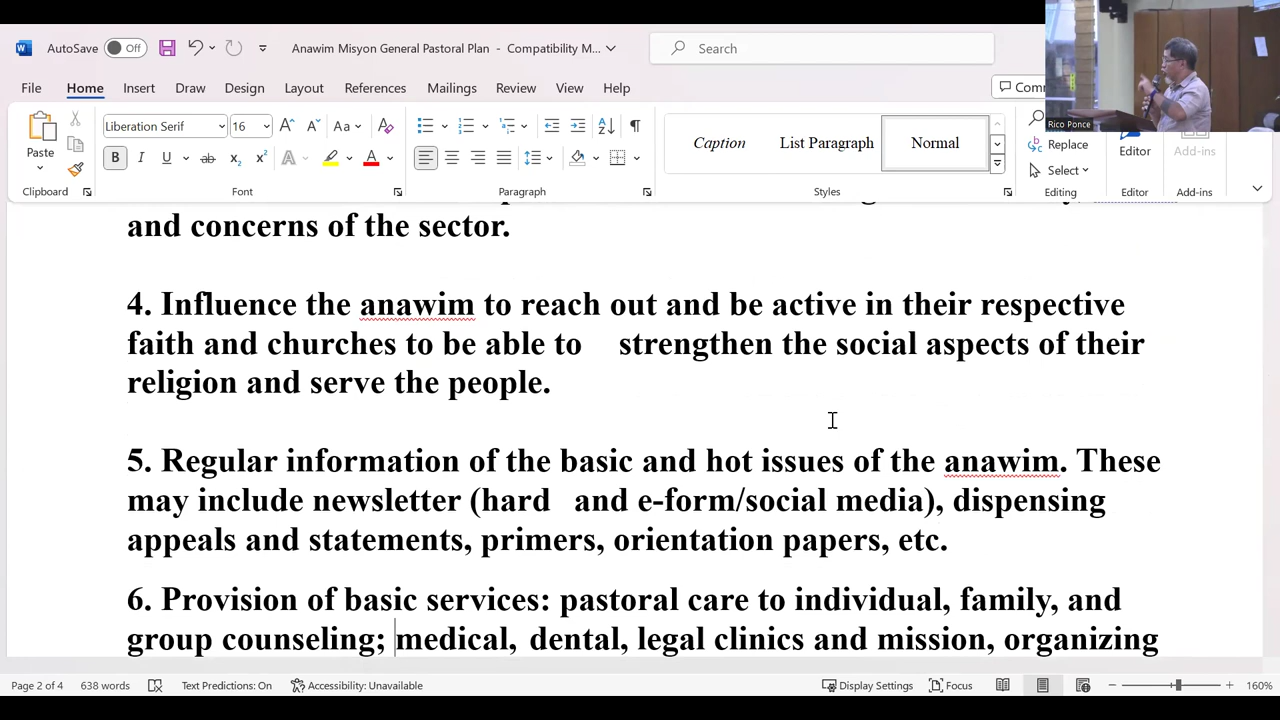 AutoSave Off Anawim Misyon General Pastoral Plan - Compatibility M... Search
File Home Insert Draw Design Layout References Mailings Review View Help Comm
Rico Ponce
Paste Liberation Serif 16 Caption List Paragraph Normal Replace Select Editor Add-ins
Clipboard Font Paragraph Styles Editing Editor Add-ins
and concerns of the sector.
4. Influence the anawim to reach out and be active in their respective
faith and churches to be able to strengthen the social aspects of their
religion and serve the people.
5. Regular information of the basic and hot issues of the anawim. These
may include newsletter (hard and e-form/social media), dispensing
appeals and statements, primers, orientation papers, etc.
6. Provision of basic services: pastoral care to individual, family, and
group counseling; medical, dental, legal clinics and mission, organizing
Page 2 of 4 638 words Text Predictions: On Accessibility: Unavailable Display Settings Focus 160%